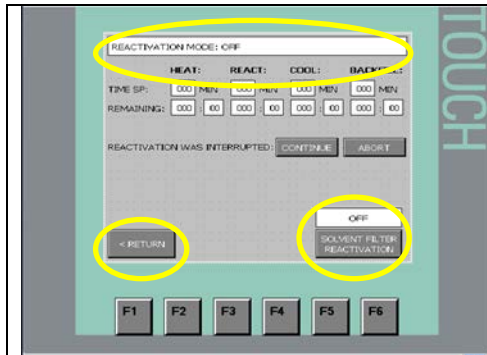 TOUCH
REACTIVATION MODE: OFF
HEAT: REACT: COOL: BACKFILL:
TIME SP: 000 MIN 000 MIN 000 MIN 000 MIN
REMAINING: 000 : 00 000 : 00 000 : 00 000 : 00
REACTIVATION WAS INTERRUPTED: CONTINUE ABORT
OFF
< RETURN
SOLVENT FILTER
REACTIVATION
F1 F2 F3 F4 F5 F6